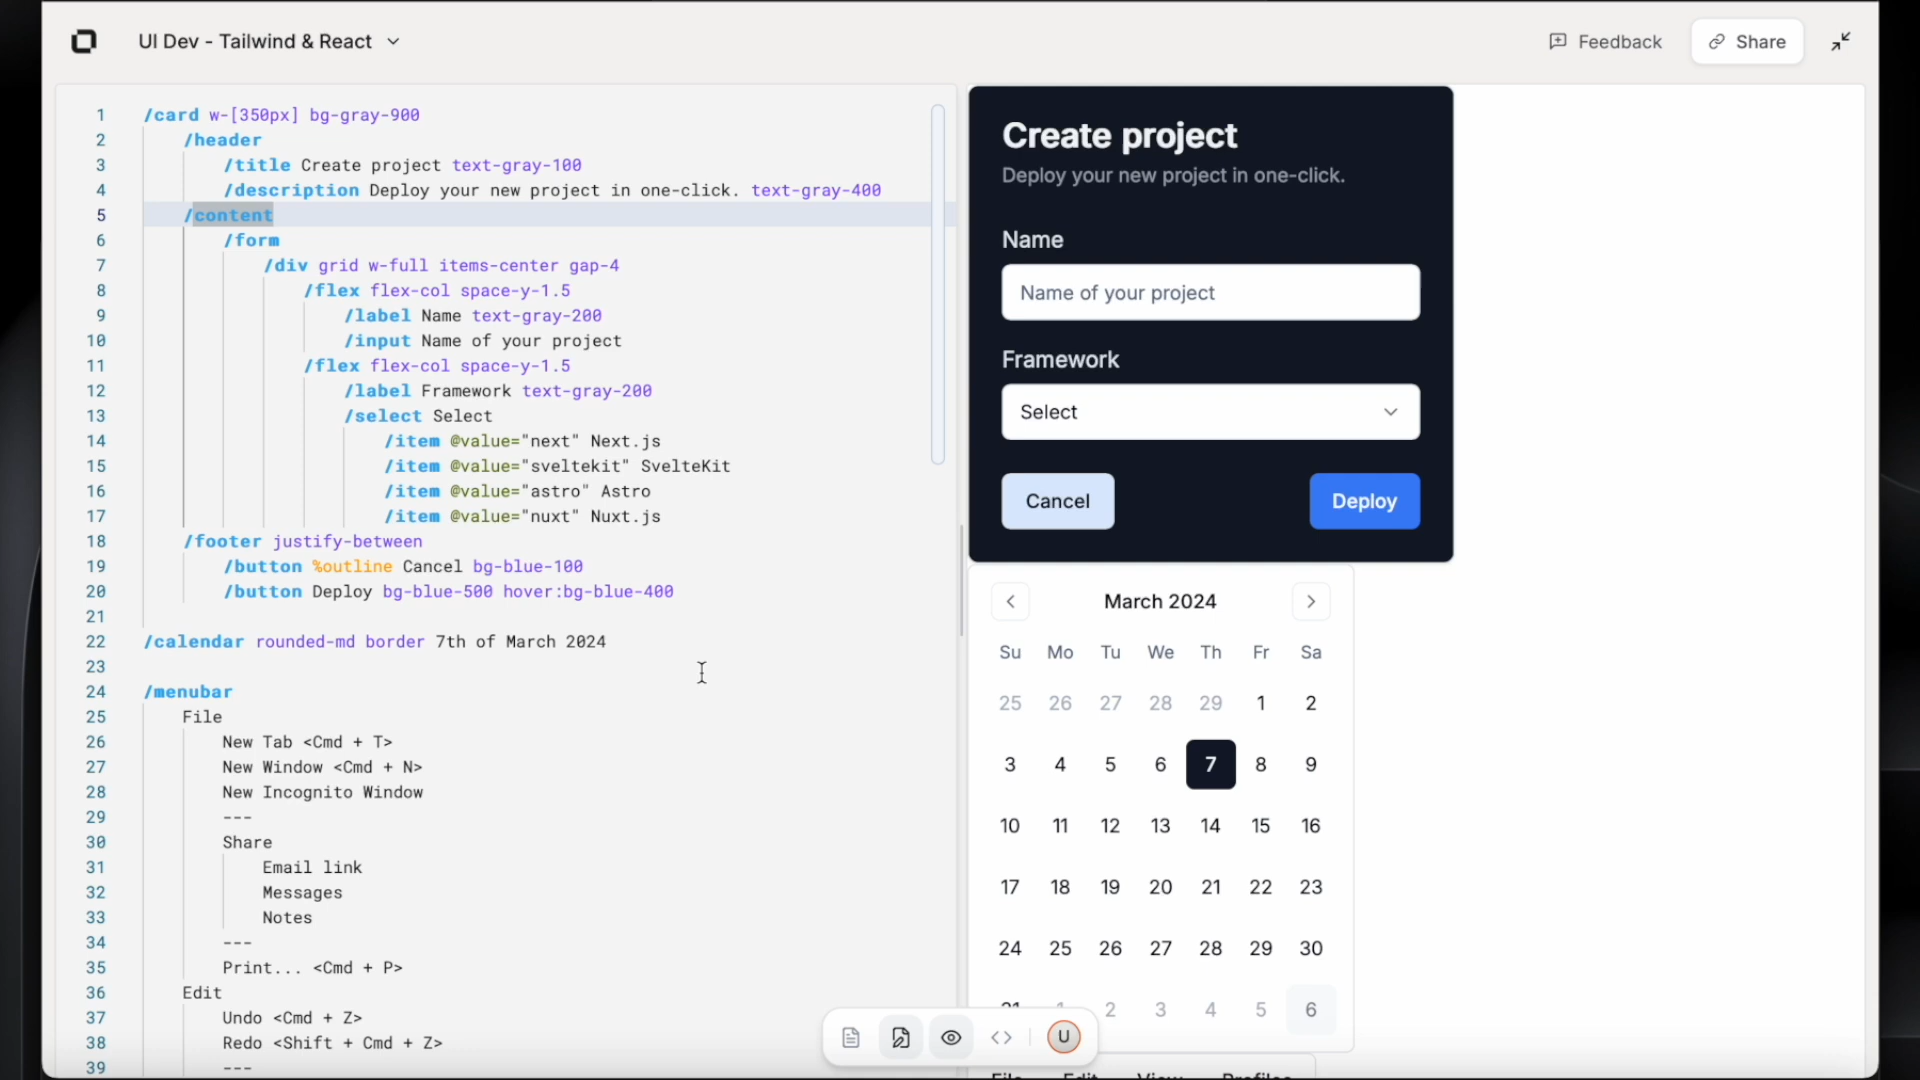 UI Dev - Tailwind & React
Feedback
Share
1 /card w-[350px] bg-gray-900
2 /header
3 /title Create project text-gray-100
4 /description Deploy your new project in one-click. text-gray-400
5 /content
6 /form
7 /div grid w-full items-center gap-4
8 /flex flex-col space-y-1.5
9 /label Name text-gray-200
10 /input Name of your project
11 /flex flex-col space-y-1.5
12 /label Framework text-gray-200
13 /select Select
14 /item @value="next" Next.js
15 /item @value="sveltekit" SvelteKit
16 /item @value="astro" Astro
17 /item @value="nuxt" Nuxt.js
18 /footer justify-between
19 /button %outline Cancel bg-blue-100
20 /button Deploy bg-blue-500 hover:bg-blue-400
21
22 /calendar rounded-md border 7th of March 2024
23
24 /menubar
25 File
26 New Tab <Cmd + T>
27 New Window <Cmd + N>
28 New Incognito Window
29 ---
30 Share
31 Email link
32 Messages
33 Notes
34 ---
35 Print... <Cmd + P>
36 Edit
37 Undo <Cmd + Z>
38 Redo <Shift + Cmd + Z>
39 ---
Create project
Deploy your new project in one-click.
Name
Name of your project
Framework
Select
Cancel Deploy
March 2024
Su Mo Tu We Th Fr Sa
25 26 27 28 29 1 2
3 4 5 6 7 8 9
10 11 12 13 14 15 16
17 18 19 20 21 22 23
24 25 26 27 28 29 30
31 1 2 3 4 5 6
U
File Edit View Profiles